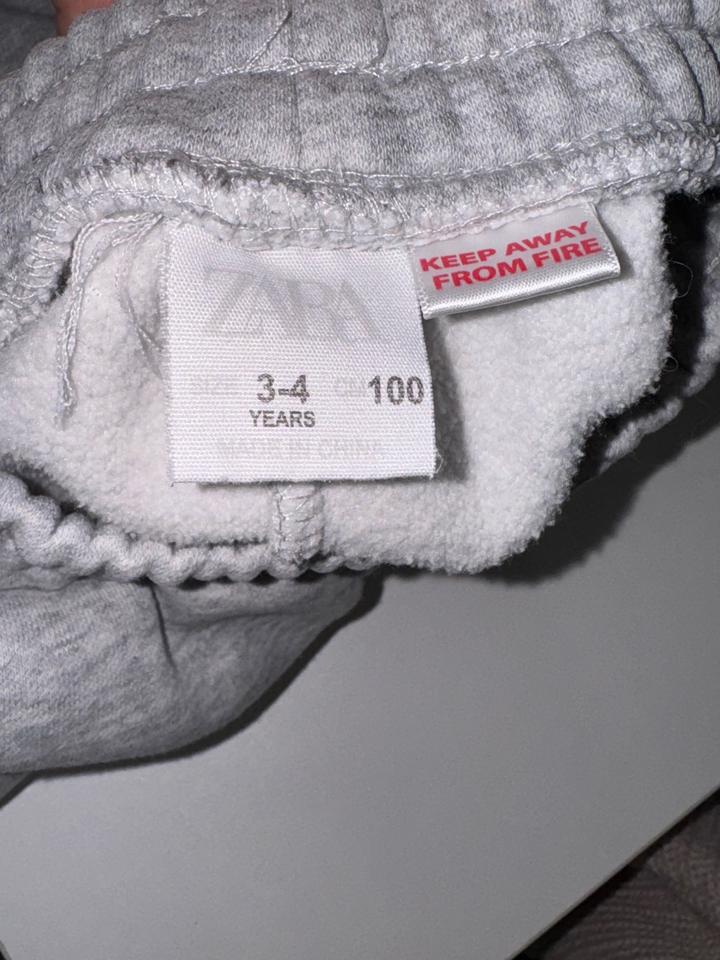 ZARA
SIZE 3-4 CM 100
YEARS
MADE IN CHINA
KEEP AWAY
FROM FIRE